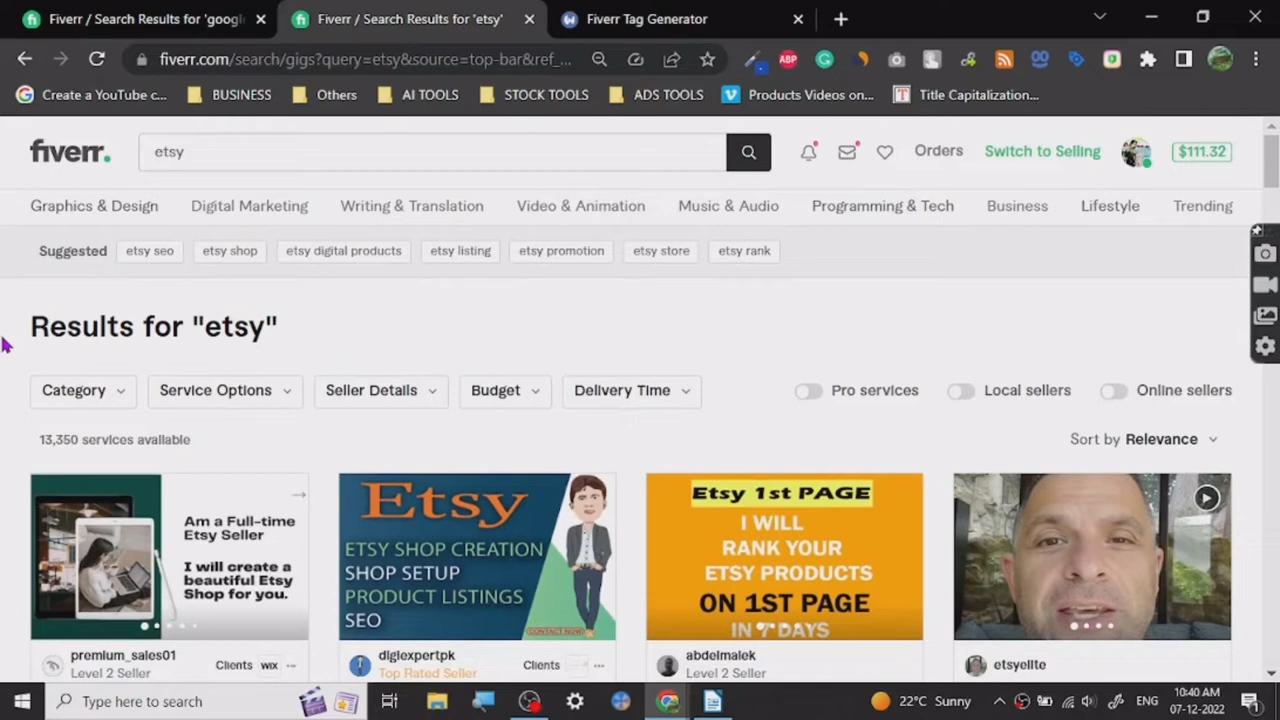 Fiverr / Search Results for 'googl
Fiverr / Search Results for 'etsy'
Fiverr Tag Generator
fiverr.com/search/gigs?query=etsy&source=top-bar&ref_...
ABP
Create a YouTube c...
BUSINESS
Others
AI TOOLS
STOCK TOOLS
ADS TOOLS
Products Videos on...
Title Capitalization...
fiverr.
etsy
Orders
Switch to Selling
$111.32
Graphics & Design
Digital Marketing
Writing & Translation
Video & Animation
Music & Audio
Programming & Tech
Business
Lifestyle
Trending
Suggested
etsy seo
etsy shop
etsy digital products
etsy listing
etsy promotion
etsy store
etsy rank
Results for "etsy"
Category
Service Options
Seller Details
Budget
Delivery Time
Pro services
Local sellers
Online sellers
13,350 services available
Sort by Relevance
Am a Full-time
Etsy Seller
I will create a
beautiful Etsy
Shop for you.
Etsy
ETSY SHOP CREATION
SHOP SETUP
PRODUCT LISTINGS
SEO
Etsy 1st PAGE
I WILL
RANK YOUR
ETSY PRODUCTS
ON 1ST PAGE
IN 7 DAYS
premium_sales01
Level 2 Seller
Clients
WIX
digiexpertpk
Top Rated Seller
Clients
abdelmalek
Level 2 Seller
etsyelite
Type here to search
22°C Sunny
ENG
10:40 AM
07-12-2022